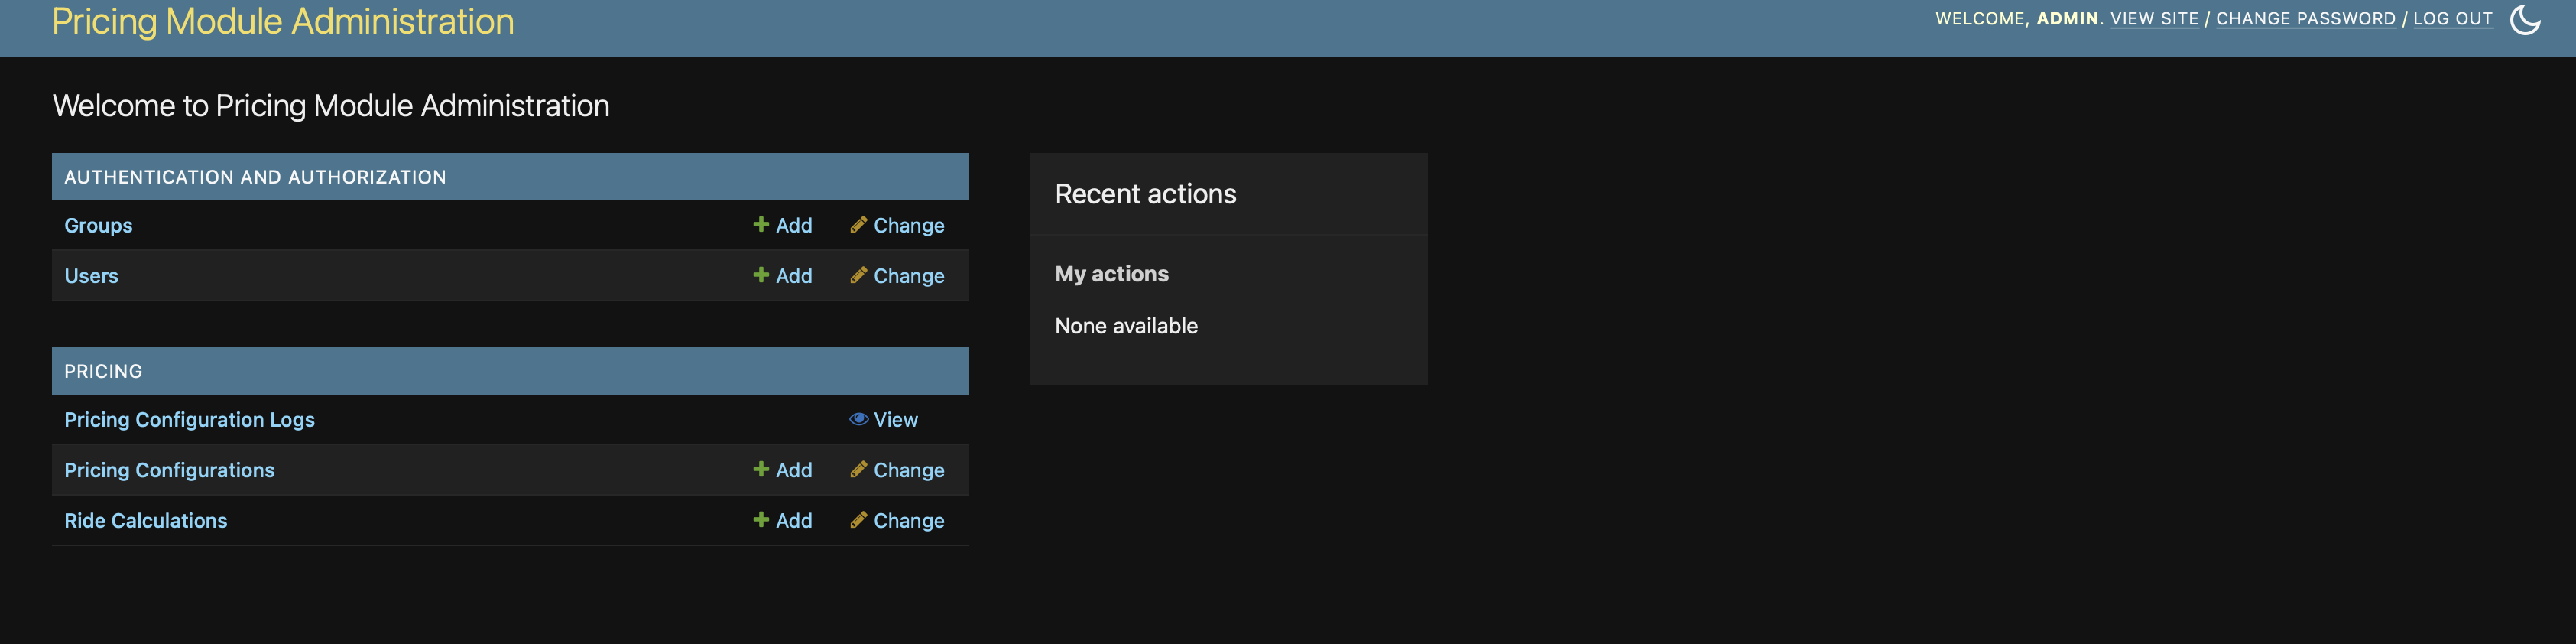 Pricing Module Administration
WELCOME, ADMIN. VIEW SITE / CHANGE PASSWORD / LOG OUT
Welcome to Pricing Module Administration
AUTHENTICATION AND AUTHORIZATION
Groups Add Change
Users Add Change
PRICING
Pricing Configuration Logs View
Pricing Configurations Add Change
Ride Calculations Add Change
Recent actions
My actions
None available